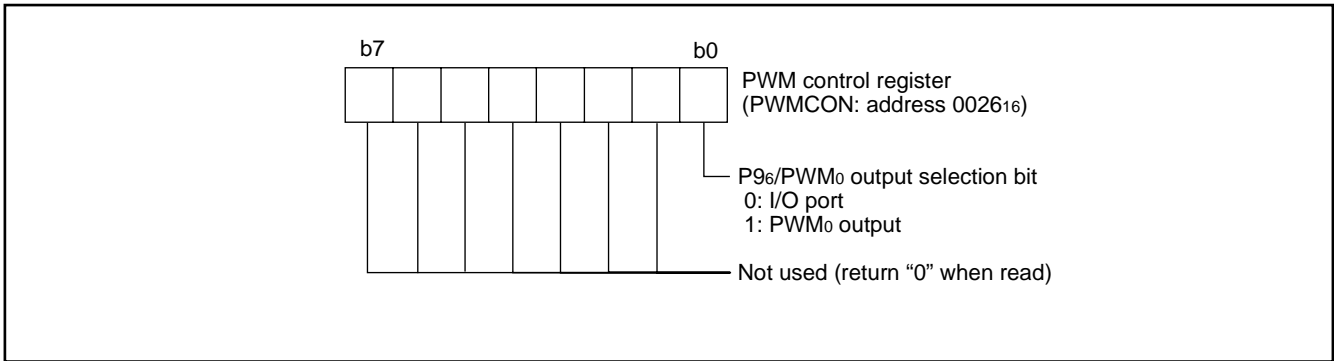 b7
b0
PWM control register
(PWMCON: address 0026₁₆)
P9₆/PWM₀ output selection bit
0: I/O port
1: PWM₀ output
Not used (return “0” when read)